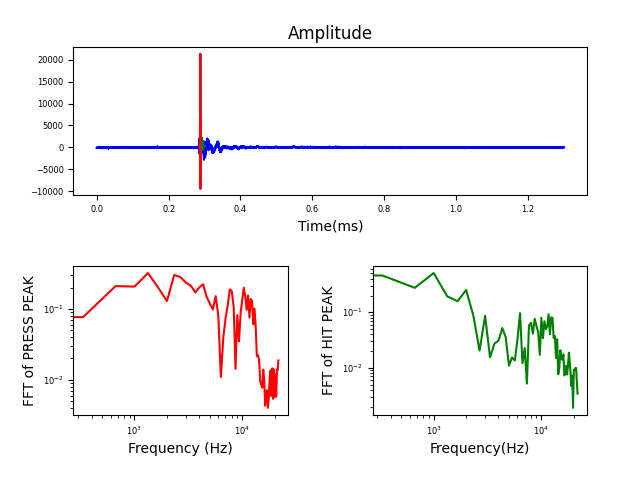 Amplitude
20000
15000
10000
5000
0
−5000
−10000
0.0 0.2 0.4 0.6 0.8 1.0 1.2
Time(ms)
FFT of PRESS PEAK
10⁻¹
10⁻²
10³ 10⁴
Frequency (Hz)
FFT of HIT PEAK
10⁻¹
10⁻²
10³ 10⁴
Frequency(Hz)